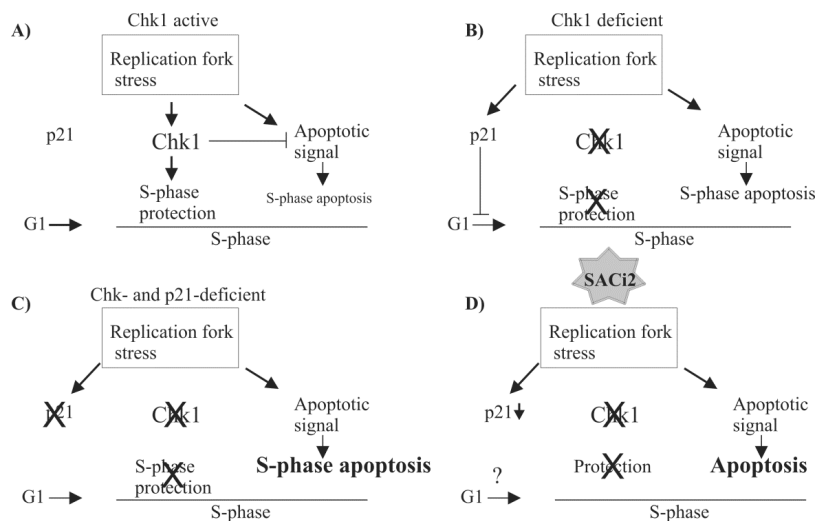 A)
Chk1 active
Replication fork
stress
p21
Chk1
Apoptotic
signal
S-phase
protection
S-phase apoptosis
G1
S-phase
B)
Chk1 deficient
Replication fork
stress
p21
Chk1
Apoptotic
signal
S-phase
protection
S-phase apoptosis
G1
S-phase
C)
Chk- and p21-deficient
Replication fork
stress
p21
Chk1
Apoptotic
signal
S-phase
protection
S-phase apoptosis
G1
S-phase
D)
SACi2
Replication fork
stress
p21
Chk1
Apoptotic
signal
Protection
Apoptosis
?
G1
S-phase